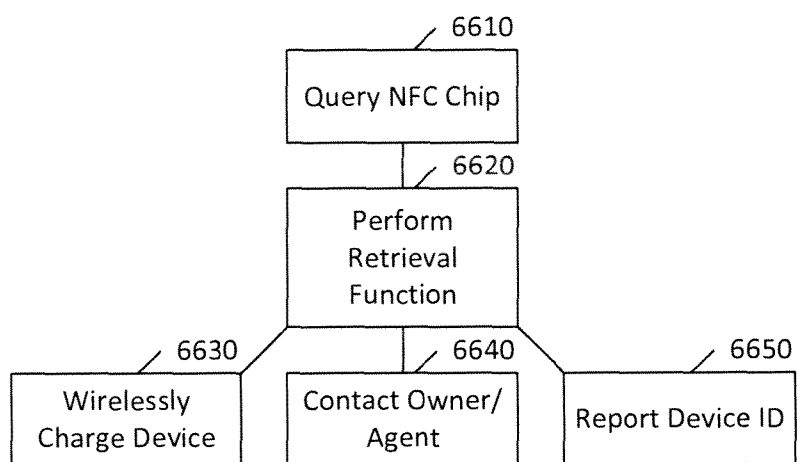 6610
Query NFC Chip
6620
Perform
Retrieval
Function
6630
6640
6650
Wirelessly
Charge Device
Contact Owner/
Agent
Report Device ID